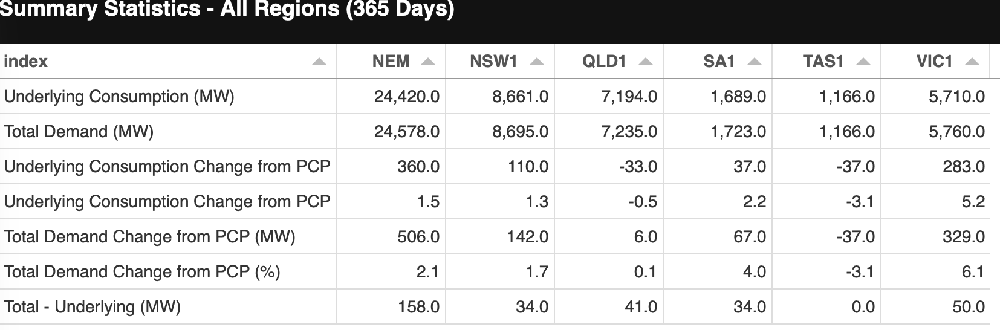 Summary Statistics - All Regions (365 Days)
index NEM NSW1 QLD1 SA1 TAS1 VIC1
Underlying Consumption (MW) 24,420.0 8,661.0 7,194.0 1,689.0 1,166.0 5,710.0
Total Demand (MW) 24,578.0 8,695.0 7,235.0 1,723.0 1,166.0 5,760.0
Underlying Consumption Change from PCP 360.0 110.0 -33.0 37.0 -37.0 283.0
Underlying Consumption Change from PCP 1.5 1.3 -0.5 2.2 -3.1 5.2
Total Demand Change from PCP (MW) 506.0 142.0 6.0 67.0 -37.0 329.0
Total Demand Change from PCP (%) 2.1 1.7 0.1 4.0 -3.1 6.1
Total - Underlying (MW) 158.0 34.0 41.0 34.0 0.0 50.0